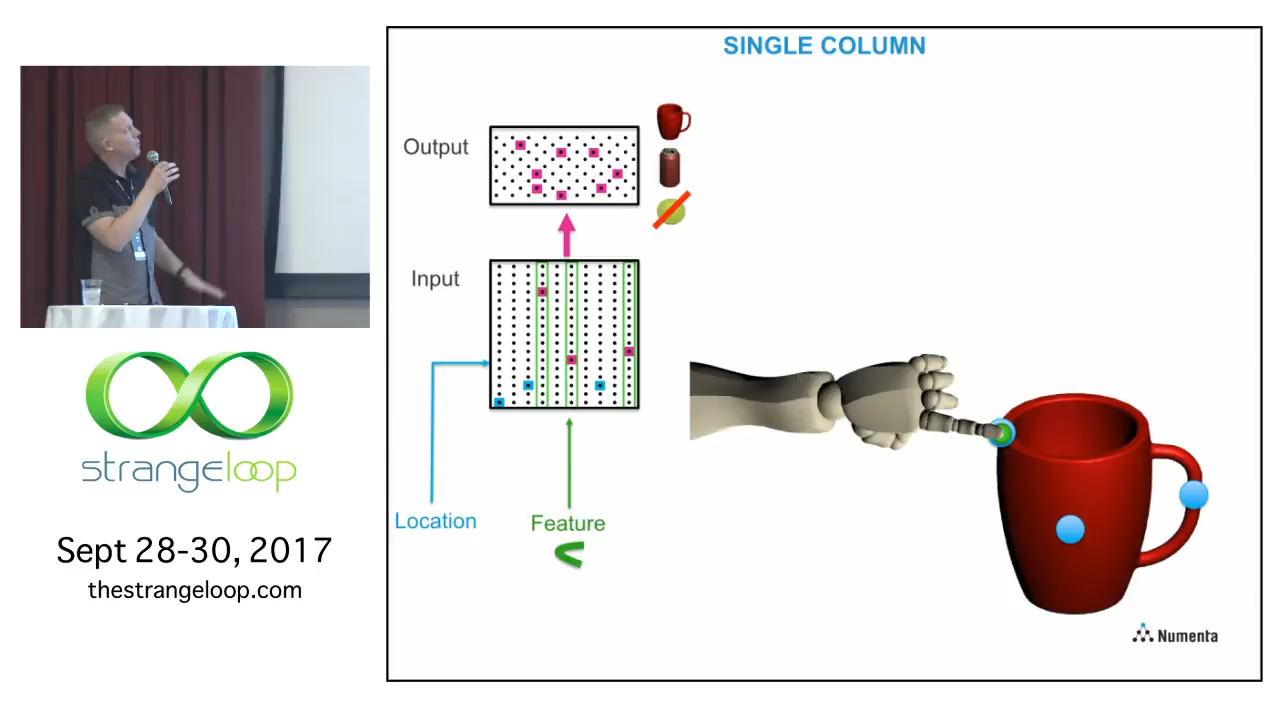 SINGLE COLUMN
Output
Input
Location
Feature
Numenta
strangeloop
Sept 28-30, 2017
thestrangeloop.com